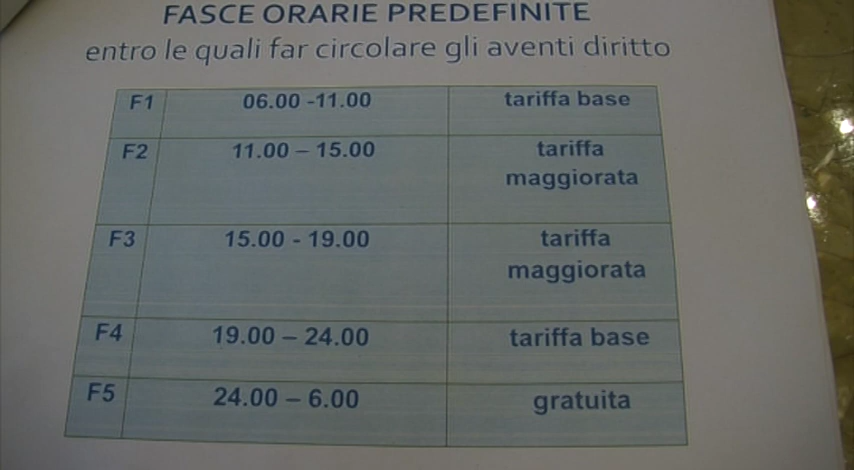 FASCE ORARIE PREDEFINITE
entro le quali far circolare gli aventi diritto
F1 06.00 -11.00 tariffa base
F2 11.00 – 15.00 tariffa
maggiorata
F3 15.00 - 19.00 tariffa
maggiorata
F4 19.00 – 24.00 tariffa base
F5 24.00 – 6.00 gratuita